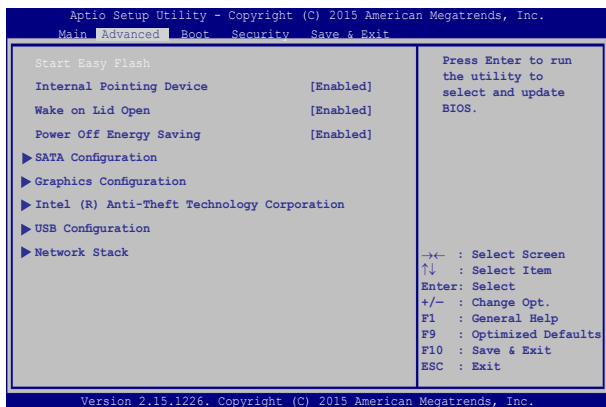 Aptio Setup Utility - Copyright (C) 2015 American Megatrends, Inc.
Main Advanced Boot Security Save & Exit
Start Easy Flash
Internal Pointing Device [Enabled]
Wake on Lid Open [Enabled]
Power Off Energy Saving [Enabled]
SATA Configuration
Graphics Configuration
Intel (R) Anti-Theft Technology Corporation
USB Configuration
Network Stack
Press Enter to run
the utility to
select and update
BIOS.
→← : Select Screen
↑↓ : Select Item
Enter: Select
+/— : Change Opt.
F1 : General Help
F9 : Optimized Defaults
F10 : Save & Exit
ESC : Exit
Version 2.15.1226. Copyright (C) 2015 American Megatrends, Inc.